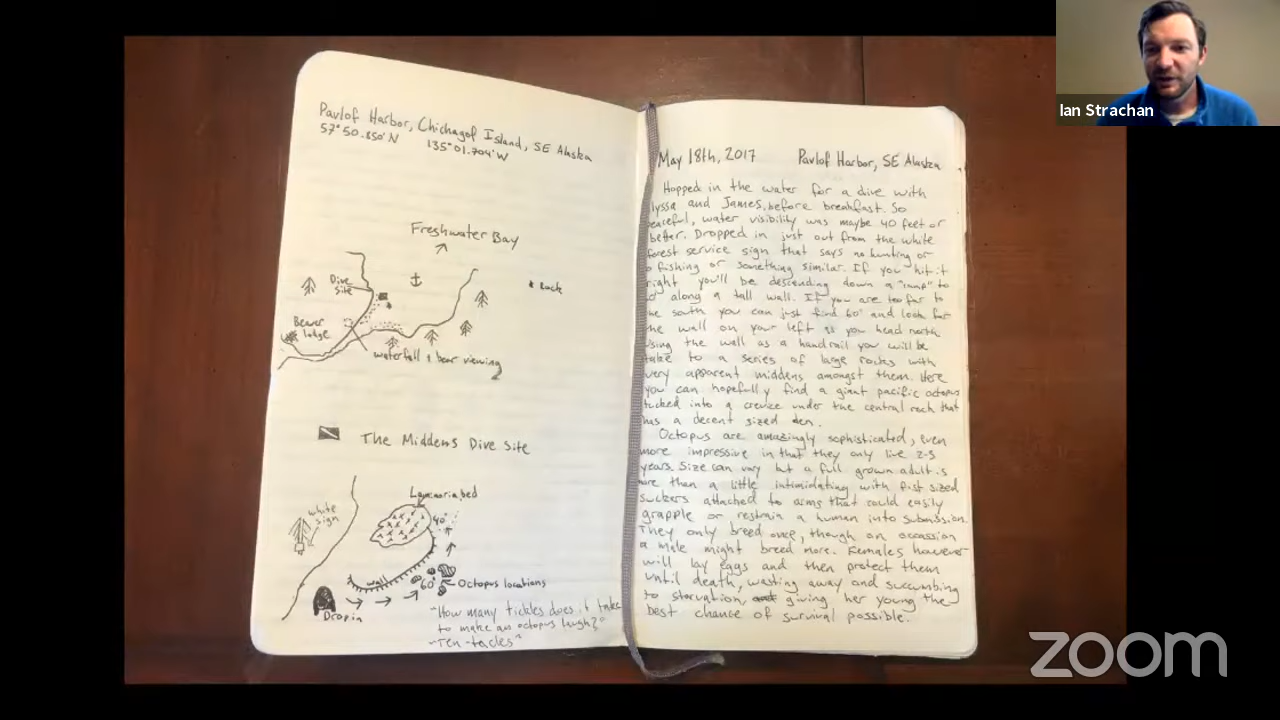 Ian Strachan
Pavlof Harbor, Chichagof Island, SE Alaska
57°50.850'N 135°01.704'W
Freshwater Bay
Dive
site
Rock
Beaver
lodge
waterfall & bear viewing
The Middens Dive Site
Lamanaria bed
white
sign
40'
wall
60'
Octopus locations
Drop in
"How many tickles does it take
to make an octopus laugh?"
"Ten-tacles"
May 18th, 2017 Pavlof Harbor, SE Alaska
Hopped in the water for a dive with
lyssa and James, before breakfast. So
eaceful, water visibility was maybe 40 feet or
better. Dropped in just out from the white
forest service sign that says no hunting or
o fishing or something similar. If you hit it
right you'll be descending down a "ramp" to
60' along a tall wall. If you are too far to
he south you can just find 60' and look for
he wall on your left as you head north
Using the wall as a handrail you will be
take to a series of large rocks with
very apparent middens amongst them. Here
you can hopefully find a giant pacific octopus
tucked into a crevice under the central rock that
has a decent sized den.
Octopus are amazingly sophisticated, even
more impressive in that they only live 2-3
years. Size can vary but a full grown adult is
more than a little intimidating with fist sized
suckers attached to arms that could easily
grapple or restrain a human into submission.
They only breed once, though on occassion
a male might breed more. Females however
will lay eggs and then protect them
until death, wasting away and succumbing
to starvation, giving her young the
best chance of survival possible.
zoom